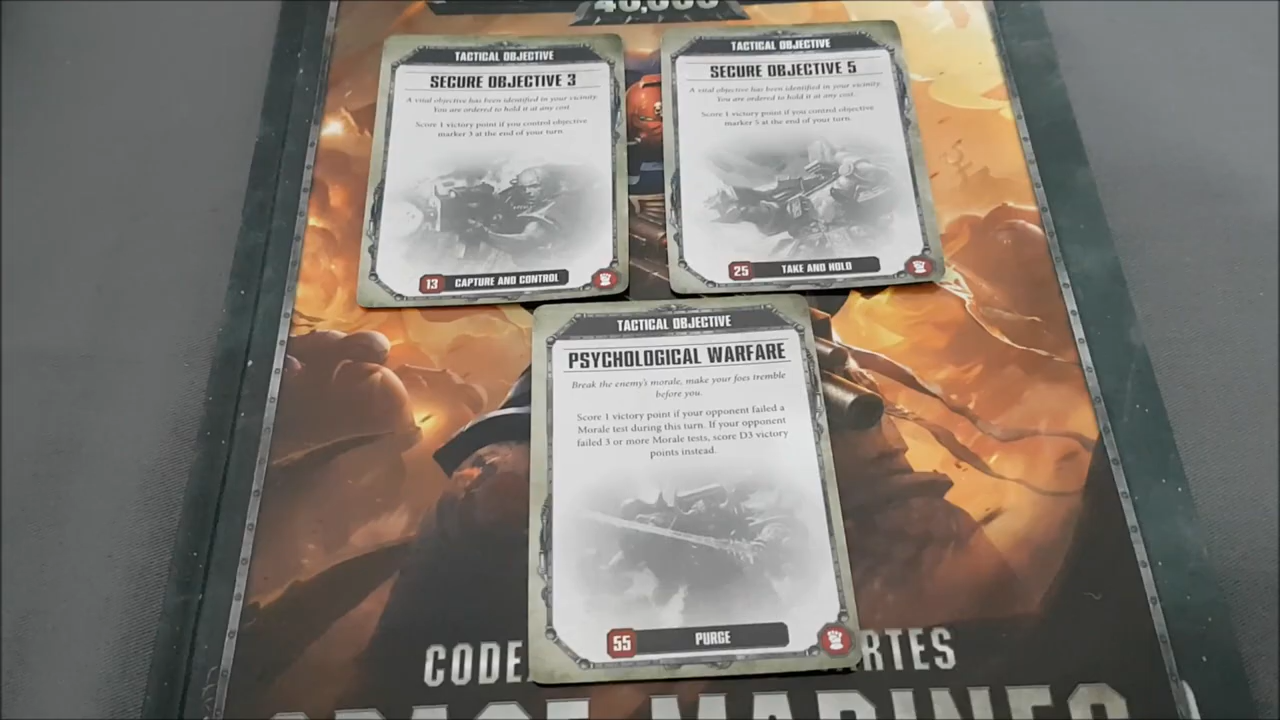 40,000
TACTICAL OBJECTIVE
SECURE OBJECTIVE 3
A vital objective has been identified in your vicinity.
You are ordered to hold it at any cost
Score 1 victory point if you control objective
marker 3 at the end of your turn.
13 CAPTURE AND CONTROL
TACTICAL OBJECTIVE
SECURE OBJECTIVE 5
A vital objective has been identified in your vicinity.
You are ordered to hold it at any cost.
Score 1 victory point if you control objective
marker 5 at the end of your turn.
25 TAKE AND HOLD
TACTICAL OBJECTIVE
PSYCHOLOGICAL WARFARE
Break the enemy's morale, make your foes tremble
before you.
Score 1 victory point if your opponent failed a
Morale test during this turn. If your opponent
failed 3 or more Morale tests, score D3 victory
points instead.
55 PURGE
CODE RTES
SPACE MARINES